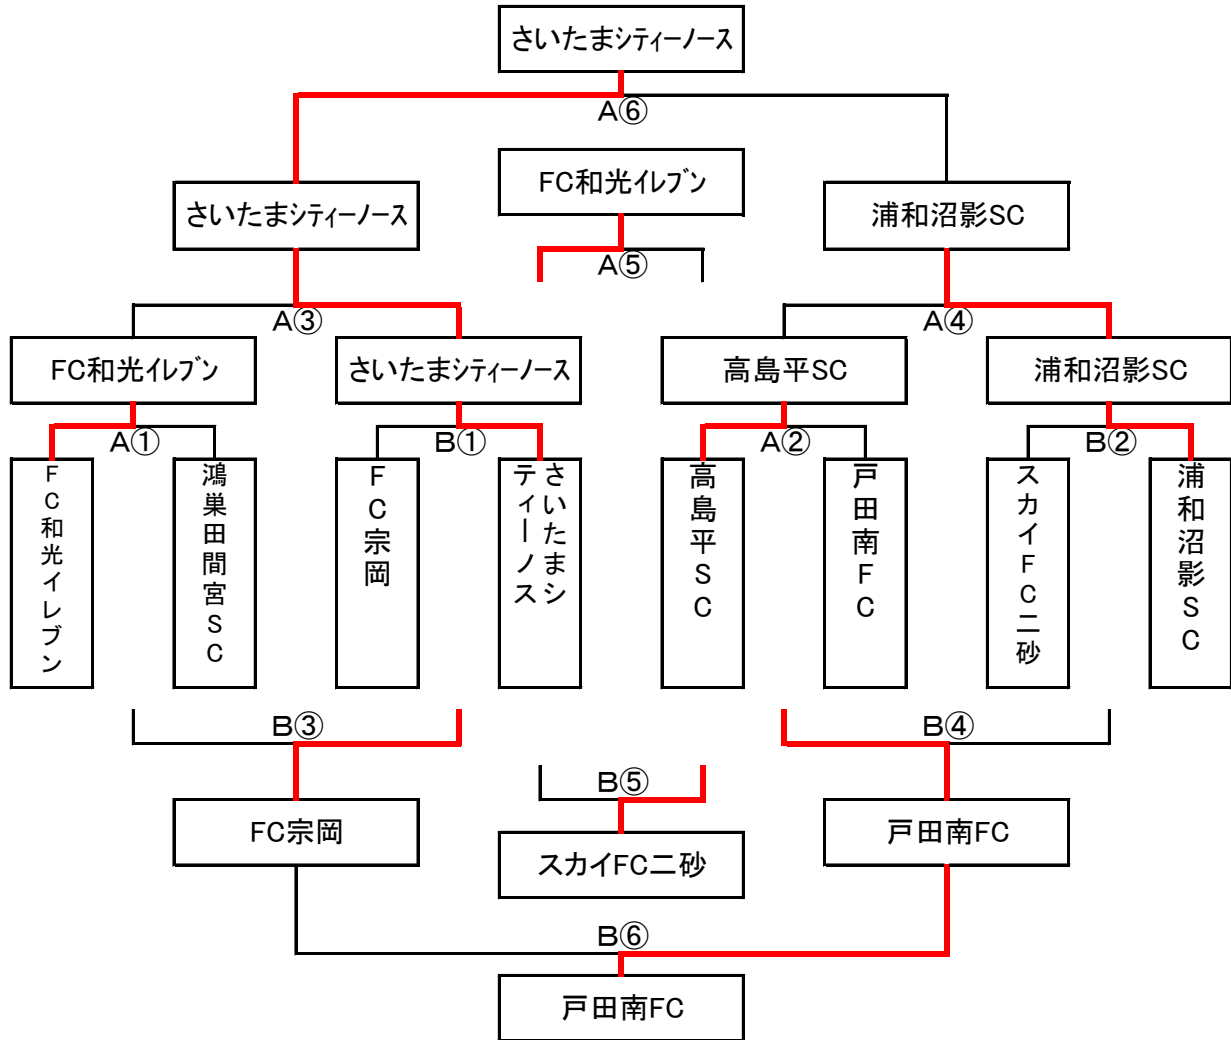 さいたまシティーノース
A⑥
FC和光イレブン
さいたまシティーノース
浦和沼影SC
A⑤
A③
A④
FC和光イレブン
さいたまシティーノース
高島平SC
浦和沼影SC
A①
B①
A②
B②
FC和光イレブン
鴻巣田間宮SC
FC宗岡
さいたまシ
ティーノス
高島平SC
戸田南FC
スカイFC二砂
浦和沼影SC
B③
B④
B⑤
FC宗岡
スカイFC二砂
戸田南FC
B⑥
戸田南FC